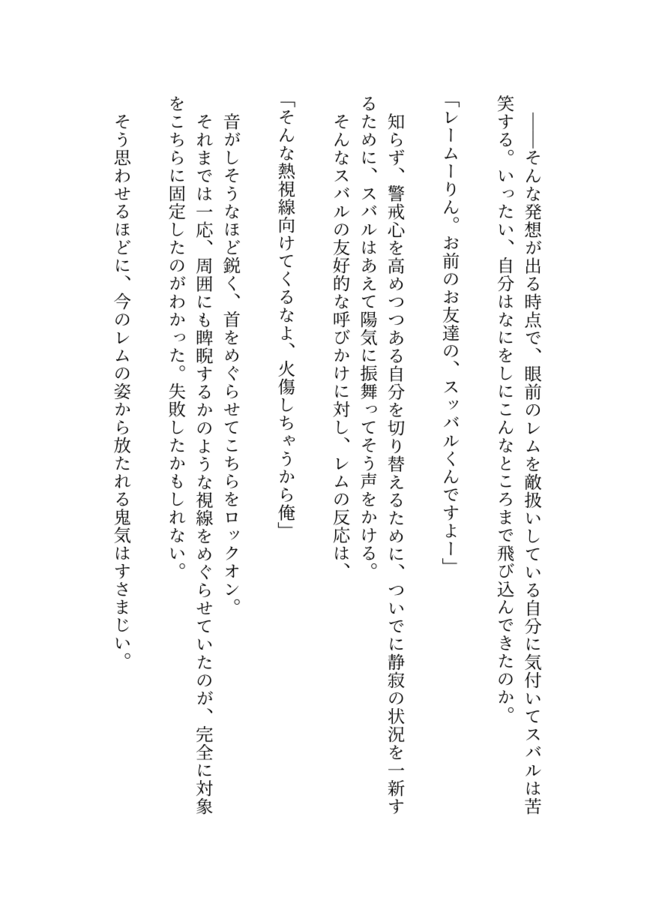 ――そんな発想が出る時点で、眼前のレムを敵扱いしている自分に気付いてスバルは苦
笑する。いったい、自分はなにをしにこんなところまで飛び込んできたのか。
「レームーりん。お前のお友達の、スッバルくんですよー」
知らず、警戒心を高めつつある自分を切り替えるために、ついでに静寂の状況を一新す
るために、スバルはあえて陽気に振舞ってそう声をかける。
そんなスバルの友好的な呼びかけに対し、レムの反応は、
「そんな熱視線向けてくるなよ、火傷しちゃうから俺」
音がしそうなほど鋭く、首をめぐらせてこちらをロックオン。
それまでは一応、周囲にも睥睨するかのような視線をめぐらせていたのが、完全に対象
をこちらに固定したのがわかった。失敗したかもしれない。
そう思わせるほどに、今のレムの姿から放たれる鬼気はすさまじい。